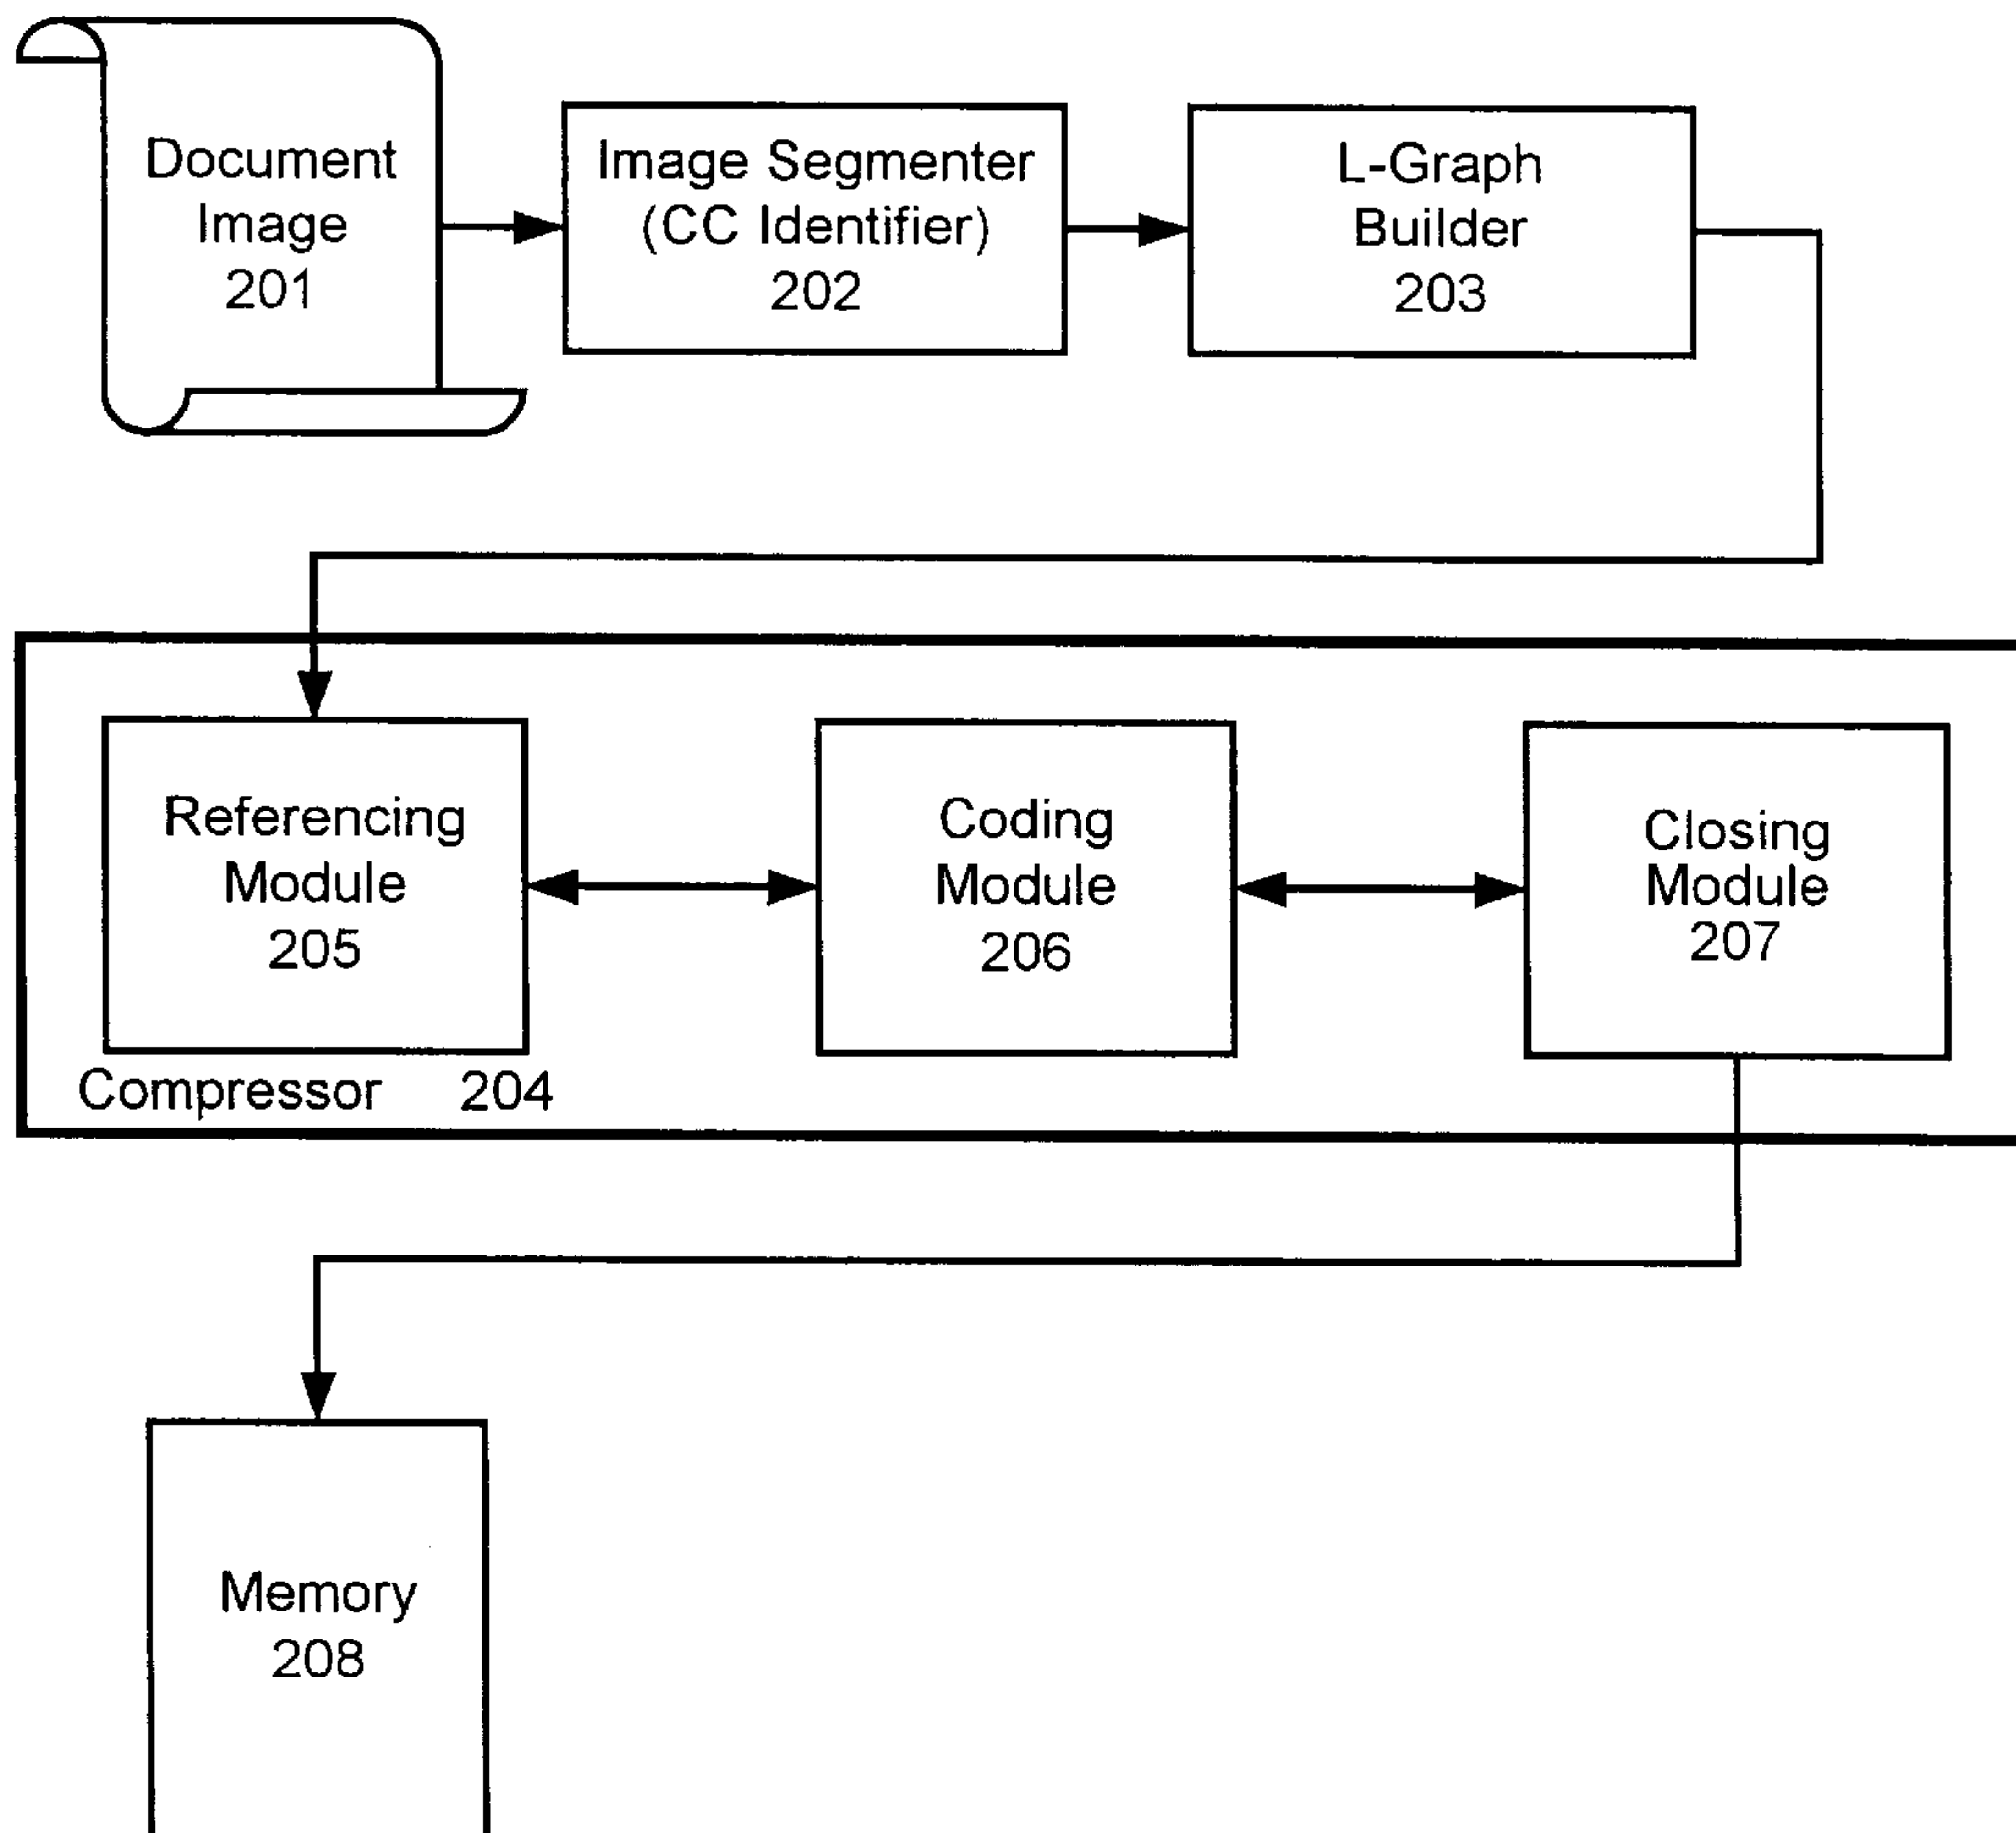 Document
Image
201
Image Segmenter
(CC Identifier)
202
L-Graph
Builder
203
Referencing
Module
205
Coding
Module
206
Closing
Module
207
Compressor 204
Memory
208